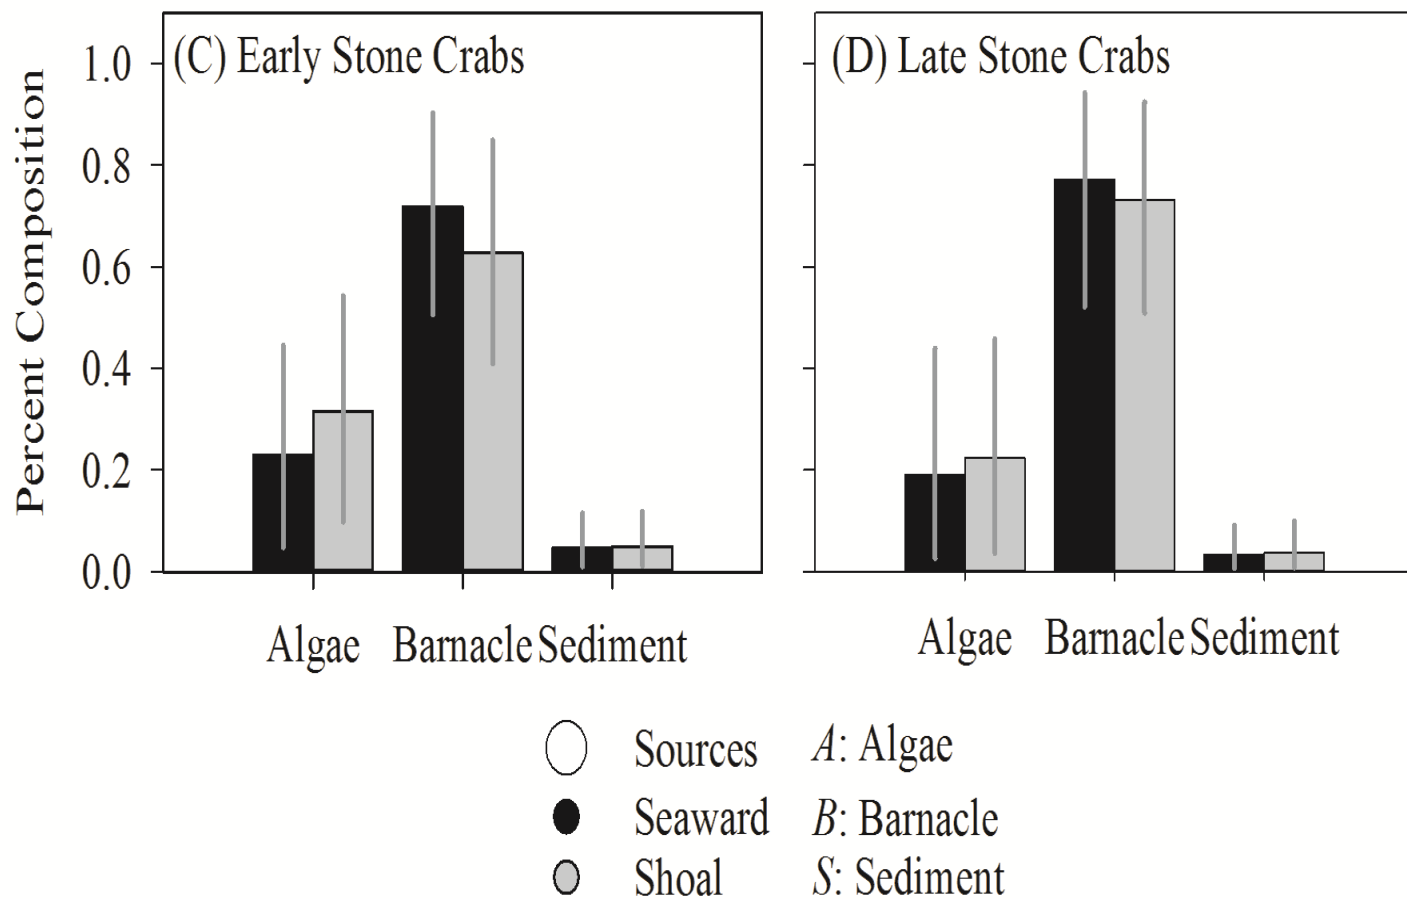 (C) Early Stone Crabs
(D) Late Stone Crabs
Percent Composition
1.0
0.8
0.6
0.4
0.2
0.0
Algae Barnacle Sediment
Algae Barnacle Sediment
Sources A: Algae
Seaward B: Barnacle
Shoal S: Sediment